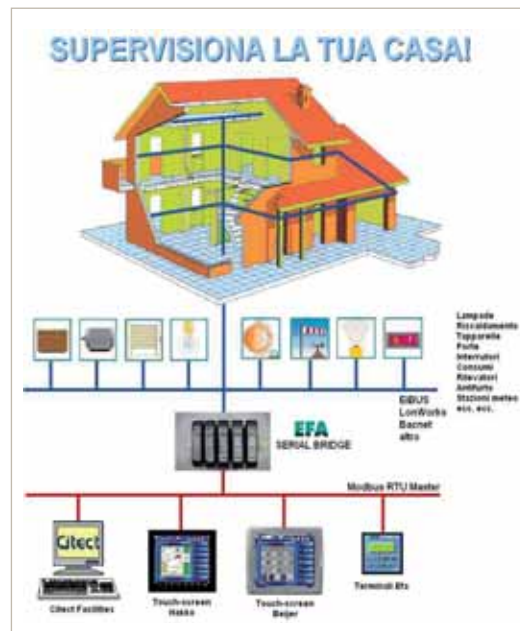 SUPERVISIONA LA TUA CASA!
Lampade
Riscaldamento
Tapparelle
Porte
Interrutori
Consumi
Rilevatori
Antifurto
Stazioni meteo
ecc. ecc.
EIBUS
LonWorks
Bacnet
altro
EFA
SERIAL BRIDGE
Modbus RTU Master
Citect
Citect Facilities
Touch-screen
Hakko
Touch-screen
Beijer
Terminali Efa